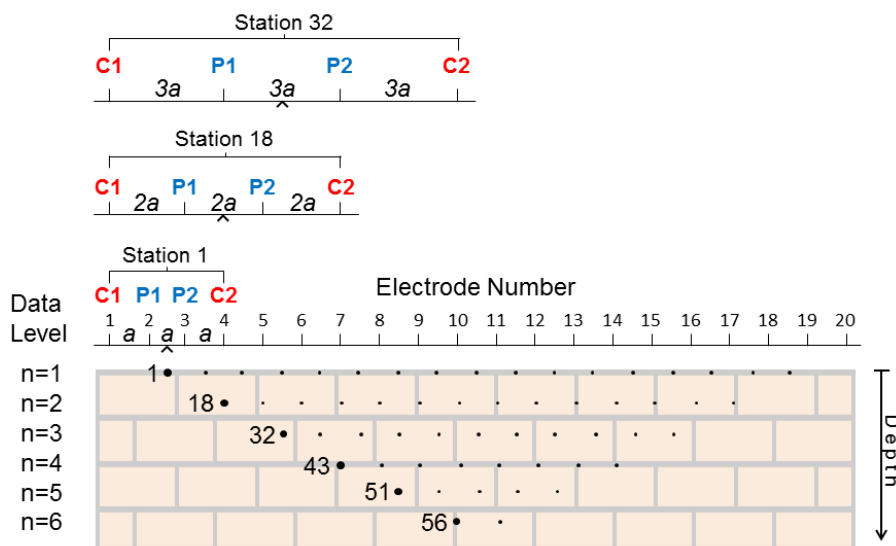 Station 32
C1 P1 P2 C2
3a 3a 3a
Station 18
C1 P1 P2 C2
2a 2a 2a
Station 1
C1 P1 P2 C2
Electrode Number
Data
Level
1 2 3 4 5 6 7 8 9 10 11 12 13 14 15 16 17 18 19 20
a a a
n=1 1
n=2 18
n=3 32
n=4 43
n=5 51
n=6 56
Depth